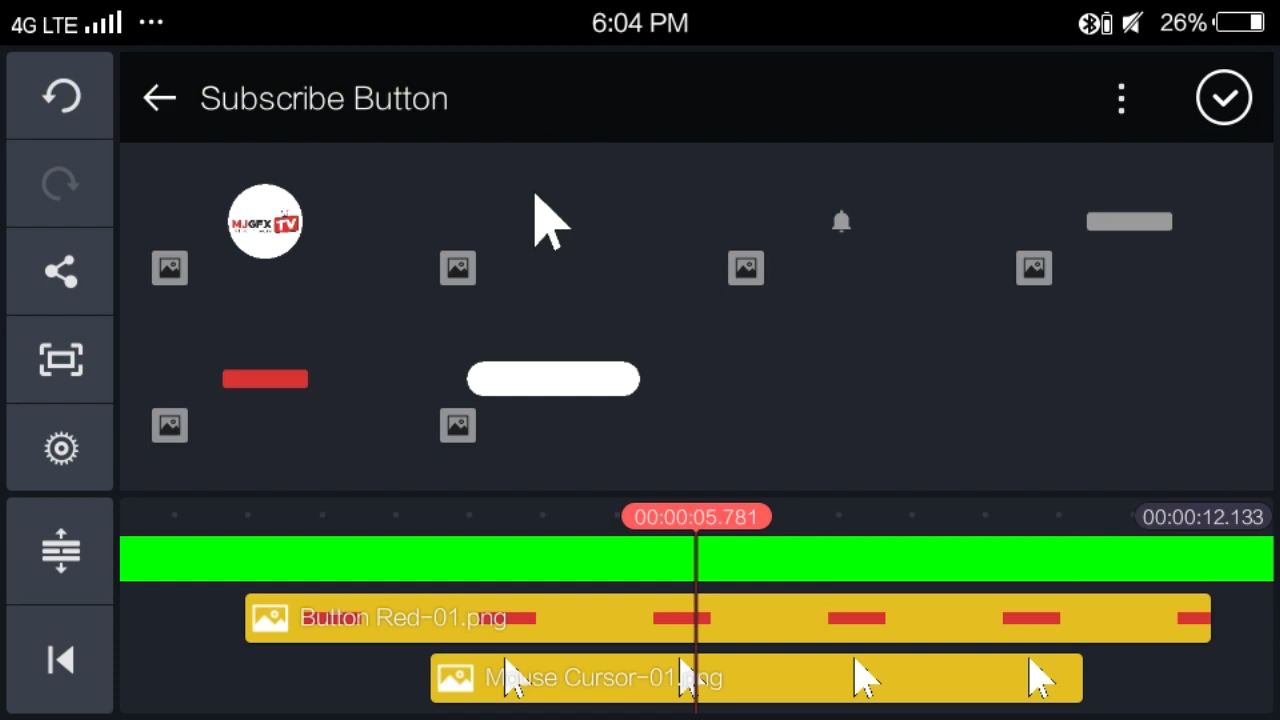 4G LTE ... 6:04 PM 26%
Subscribe Button
MJGFX TV
00:00:05.781 00:00:12.133
Button Red-01.png
Mouse Cursor-01.png